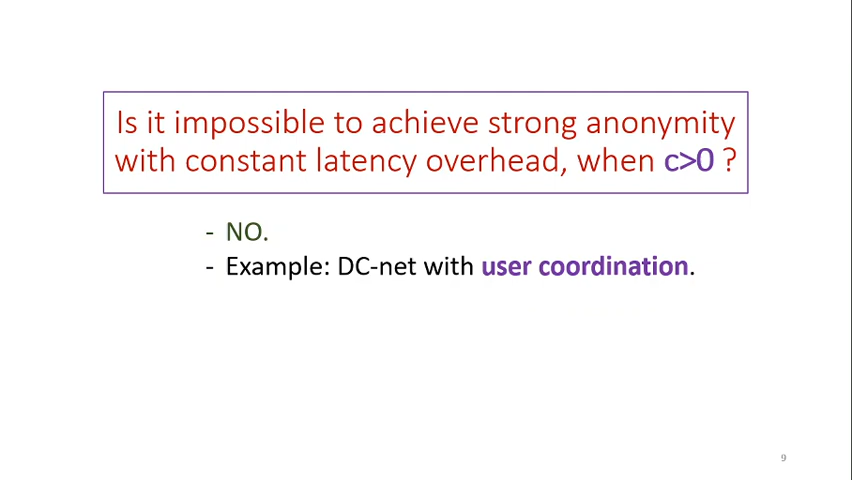 Is it impossible to achieve strong anonymity
with constant latency overhead, when c>0 ?
- NO.
- Example: DC-net with user coordination.
9